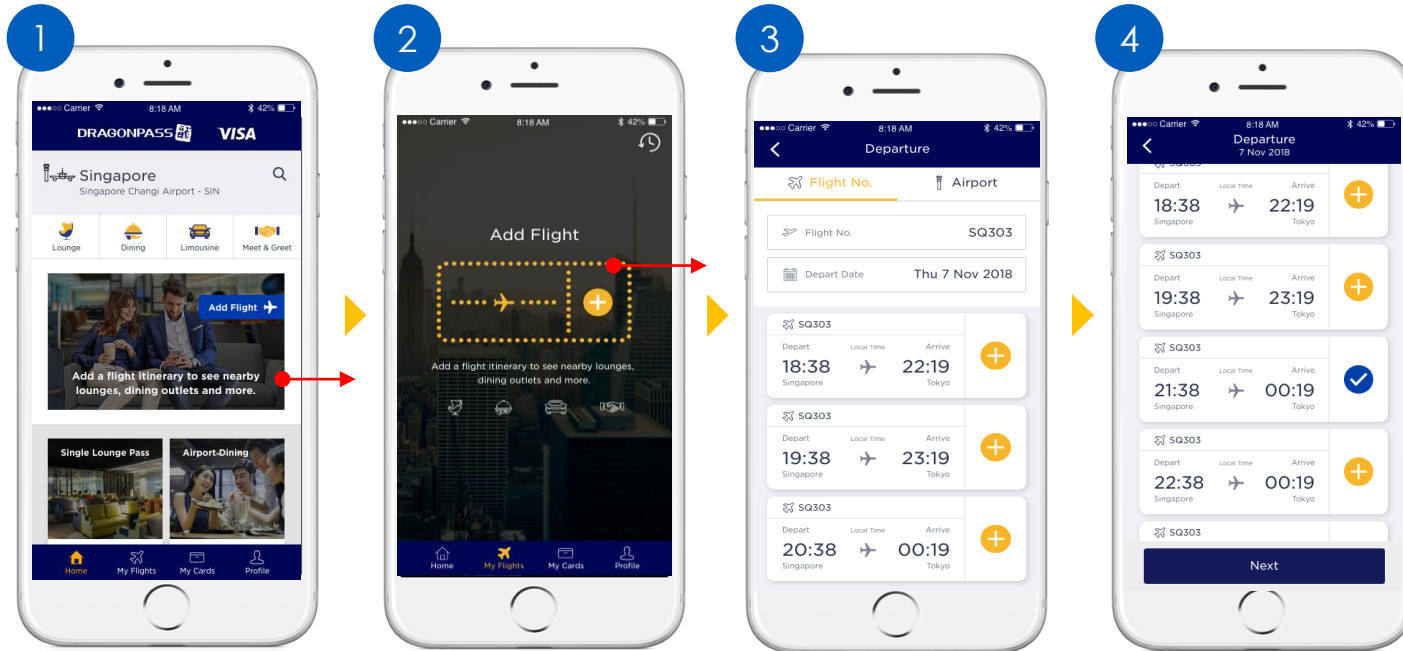 1
Carrier 8:18 AM 42%
DRAGONPASS VISA
Singapore
Singapore Changi Airport - SIN
Lounge Dining Limousine Meet & Greet
Add Flight
Add a flight itinerary to see nearby
lounges, dining outlets and more.
Single Lounge Pass Airport Dining
Home My Flights My Cards Profile
2
Carrier 8:18 AM 42%
Add Flight
Add a flight itinerary to see nearby lounges,
dining outlets and more.
Home My Flights My Cards Profile
3
Carrier 8:18 AM 42%
Departure
Flight No. Airport
Flight No. SQ303
Depart Date Thu 7 Nov 2018
SQ303
Depart Local Time Arrive
18:38 22:19
Singapore Tokyo
SQ303
Depart Local Time Arrive
19:38 23:19
Singapore Tokyo
SQ303
Depart Local Time Arrive
20:38 00:19
Singapore Tokyo
4
Carrier 8:18 AM 42%
Departure
7 Nov 2018
SQ303
Depart Local Time Arrive
18:38 22:19
Singapore Tokyo
SQ303
Depart Local Time Arrive
19:38 23:19
Singapore Tokyo
SQ303
Depart Local Time Arrive
21:38 00:19
Singapore Tokyo
SQ303
Depart Local Time Arrive
22:38 00:19
Singapore Tokyo
SQ303
Next